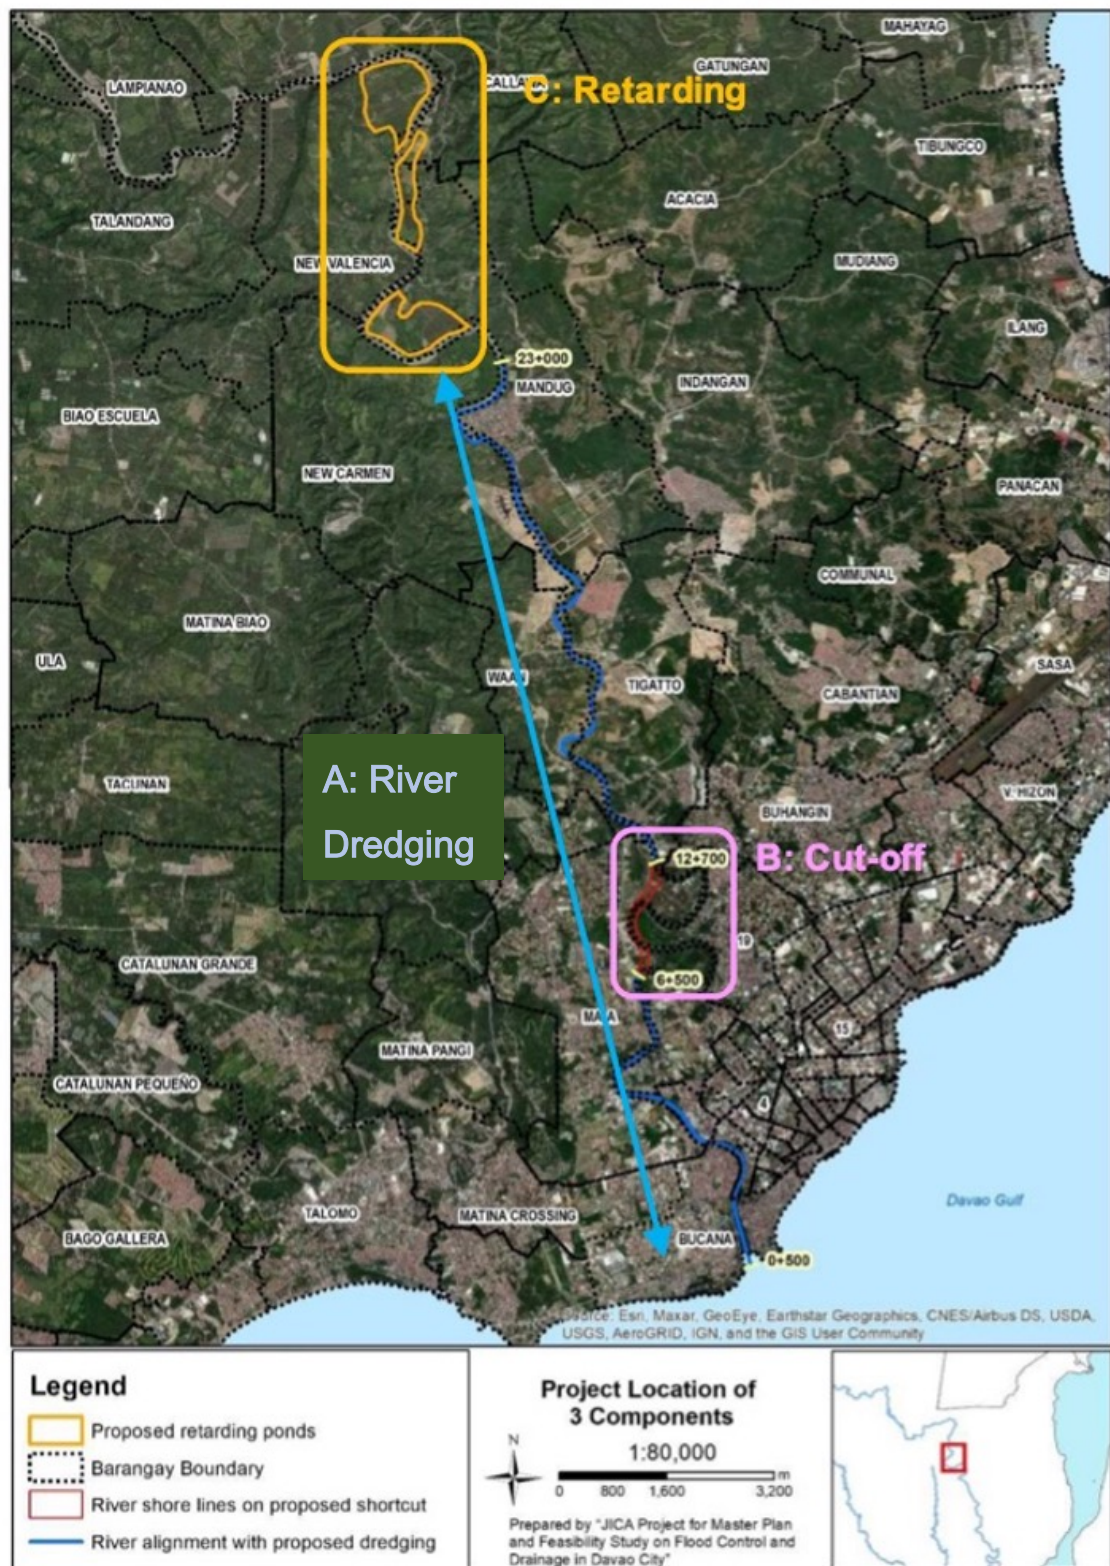 MAHAYAG
GATUNGAN
LAMPIANAO
C: Retarding
TIBUNGCO
ACACIA
TALANDANG
NEW VALENCIA
MUDIANG
ILANG
23+000
MANDUG
INDANGAN
BIAO ESCUELA
NEW CARMEN
PANACAN
COMMUNAL
MATINA BIAO
ULA
SASA
WAAN
TIGATTO
CABANTIAN
A: River
Dredging
TACUNAN
BUHANGIN
12+700
B: Cut-off
19
CATALUNAN GRANDE
6+500
MAA
15
MATINA PANGI
CATALUNAN PEQUEÑO
4
Davao Gulf
TALOMO
MATINA CROSSING
BAGO GALLERA
BUCANA
0+500
Source: Esri, Maxar, GeoEye, Earthstar Geographics, CNES/Airbus DS, USDA,
USGS, AeroGRID, IGN, and the GIS User Community
Legend
Proposed retarding ponds
Barangay Boundary
River shore lines on proposed shortcut
River alignment with proposed dredging
Project Location of
3 Components
N
1:80,000
m
0 800 1,600 3,200
Prepared by "JICA Project for Master Plan
and Feasibility Study on Flood Control and
Drainage in Davao City"